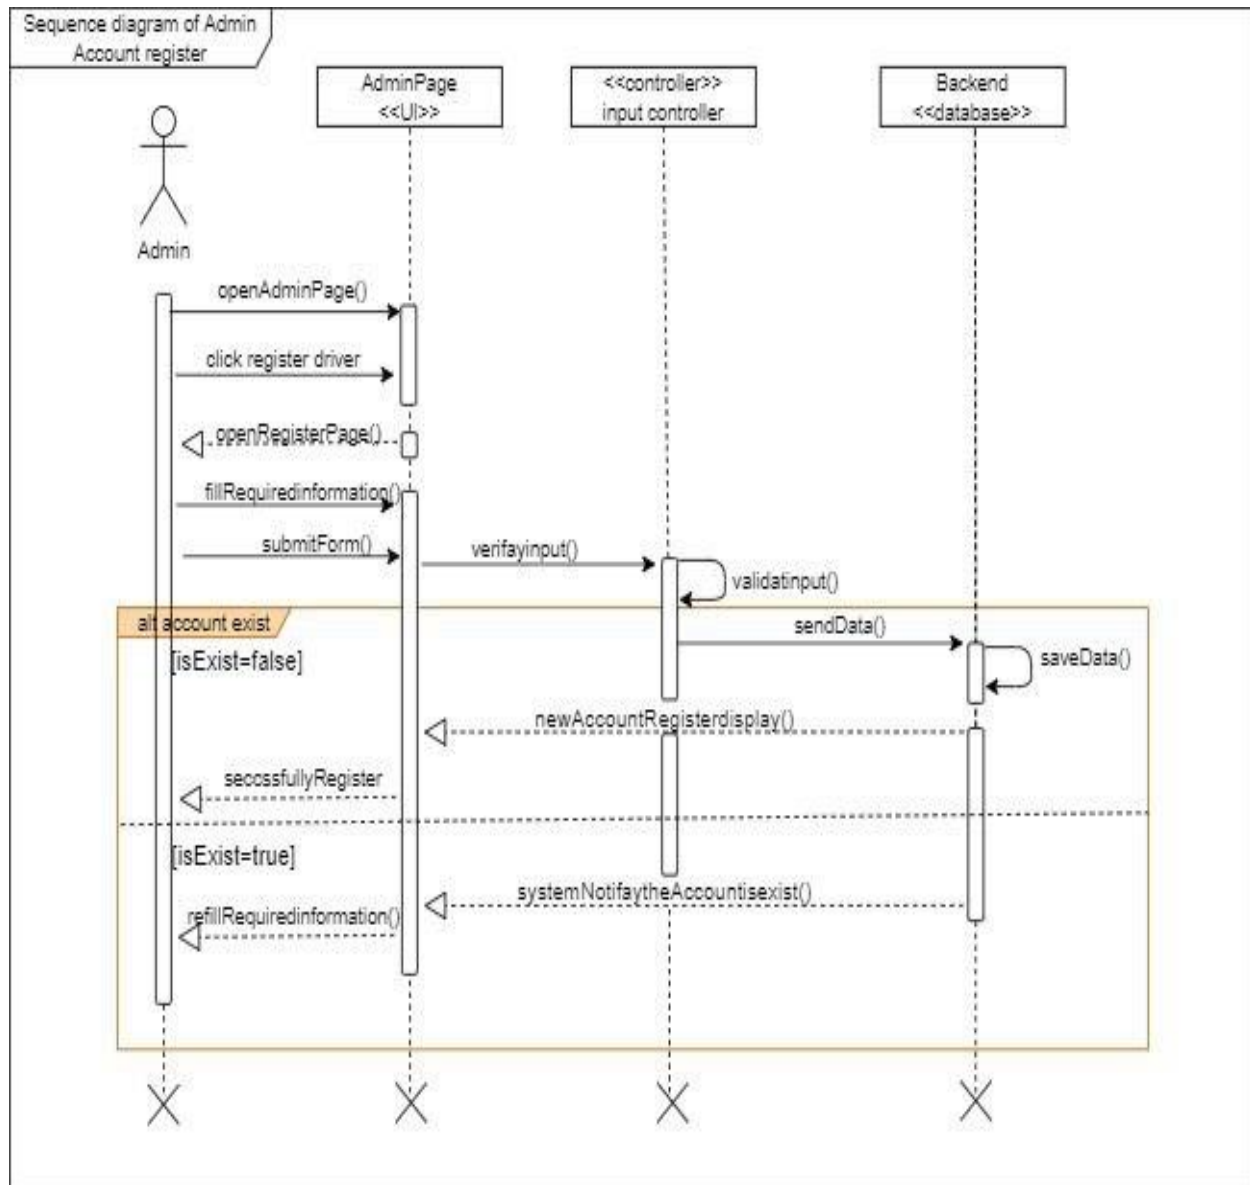 Sequence diagram of Admin
Account register
AdminPage
<<UI>>
<<controller>>
input controller
Backend
<<database>>
Admin
openAdminPage()
click register driver
openRegisterPage()
fillRequiredinformation()
submitForm()
verifayinput()
validatinput()
alt account exist
sendData()
[isExist=false]
saveData()
newAccountRegisterdisplay()
seccssfullyRegister
[isExist=true]
systemNotifaytheAccountisexist()
refillRequiredinformation()